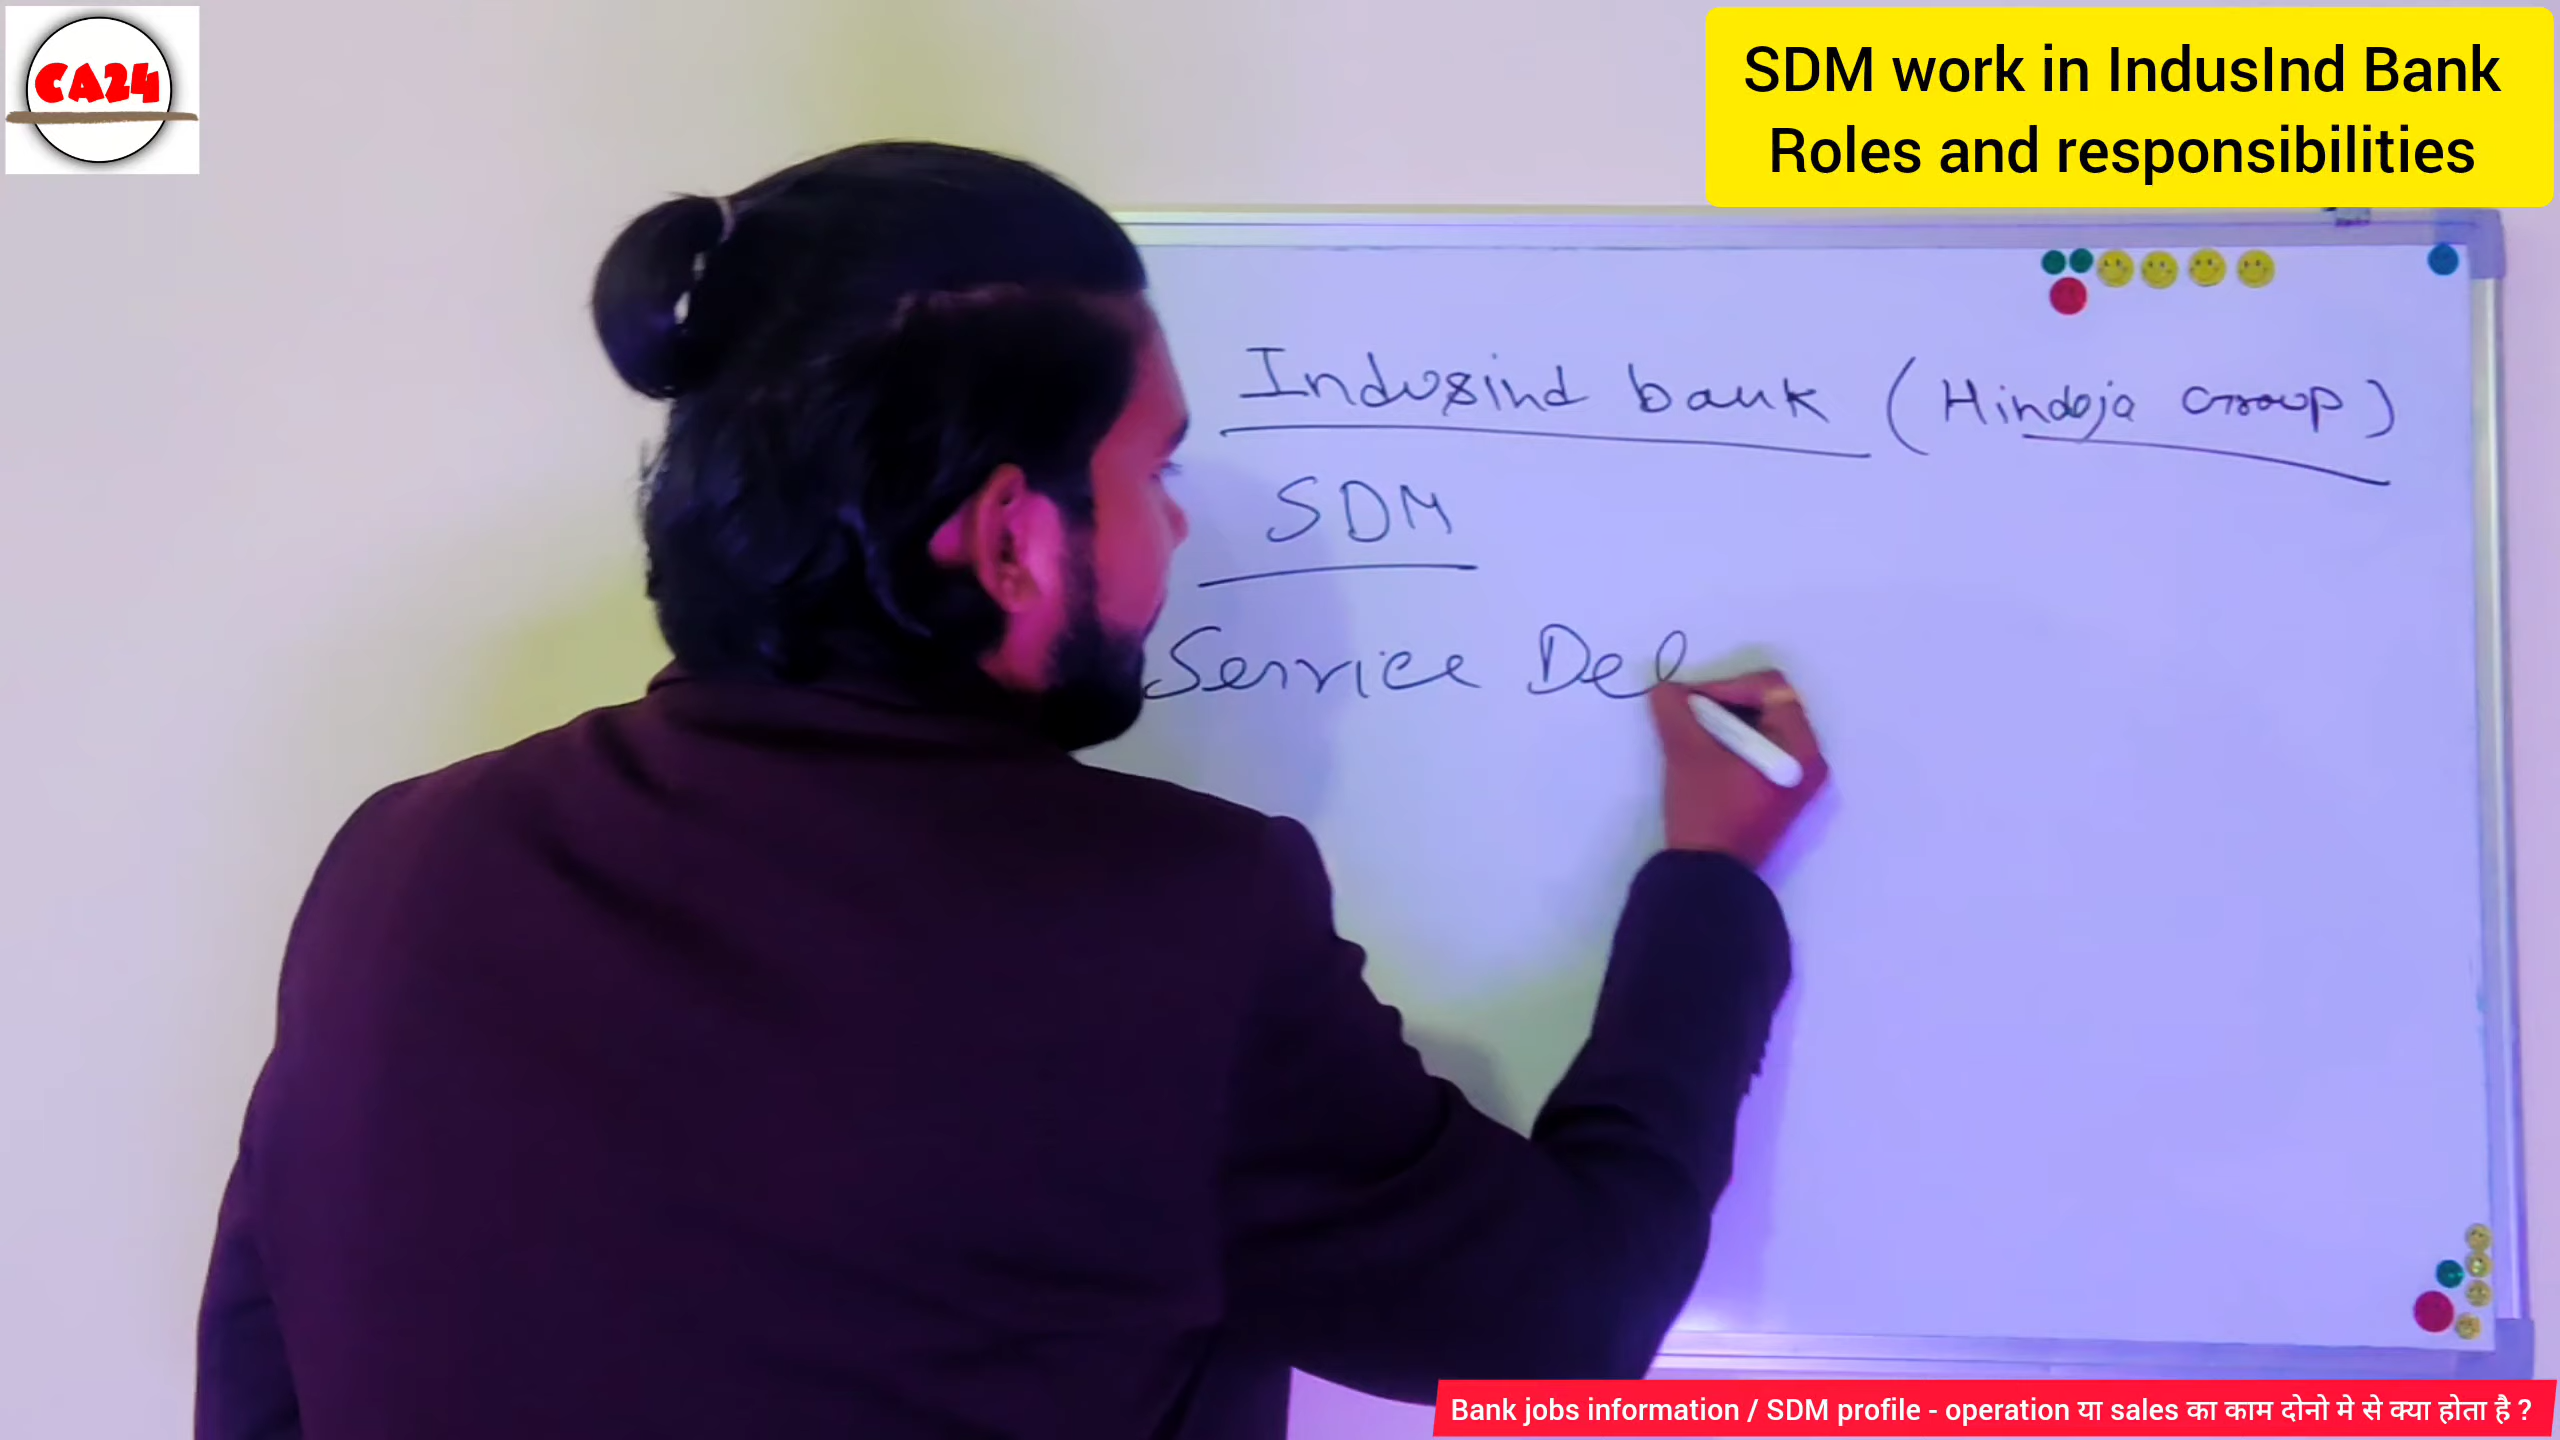 CA24
SDM work in IndusInd Bank
Roles and responsibilities
Indusind bank (Hinduja Group)
SDM
Service Del
Bank jobs information / SDM profile - operation या sales का काम दोनो मे से क्या होता है ?